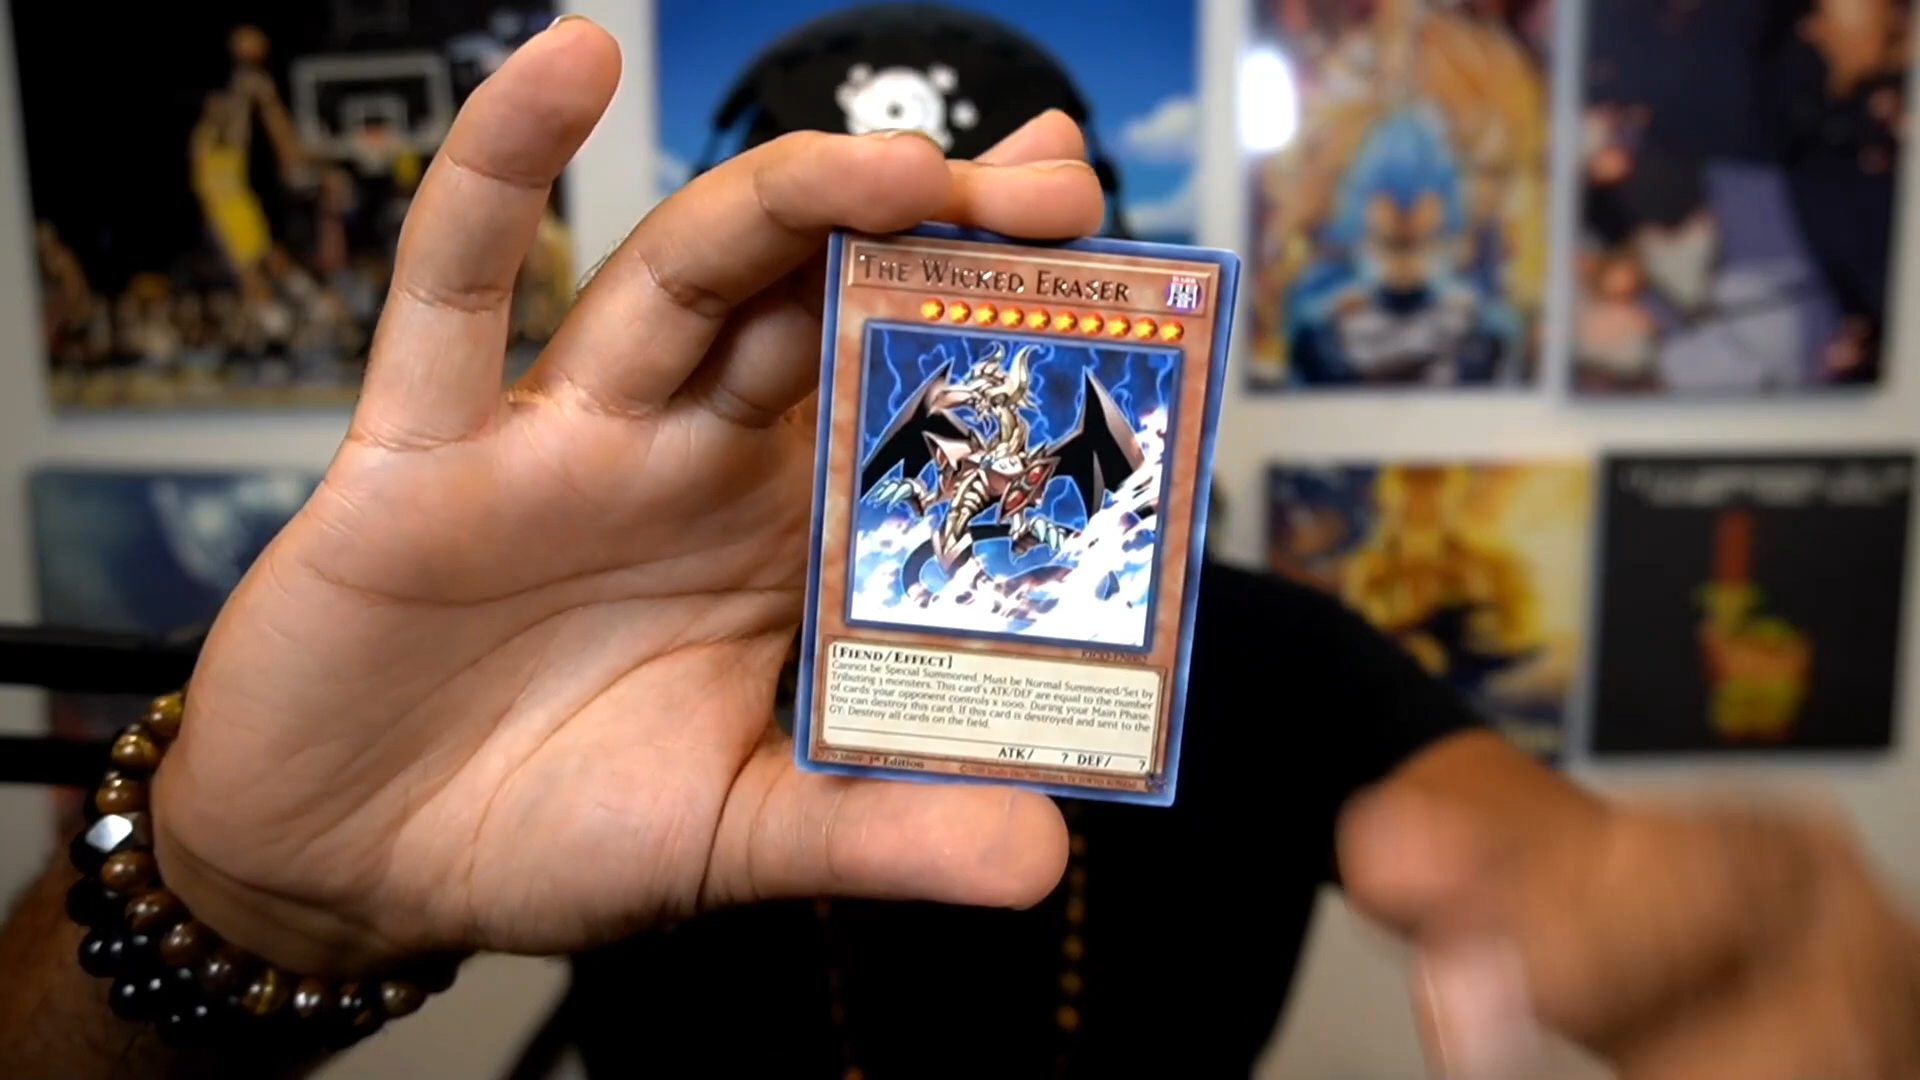 THE WICKED ERASER
DARK
[FIEND/EFFECT]
Cannot be Special Summoned. Must be Normal Summoned/Set by
Tributing 3 monsters. This card's ATK/DEF are equal to the number
of cards your opponent controls x 1000. During your Main Phase:
You can destroy this card. If this card is destroyed and sent to the
GY: Destroy all cards on the field.
ATK/ ? DEF/ ?
1st Edition